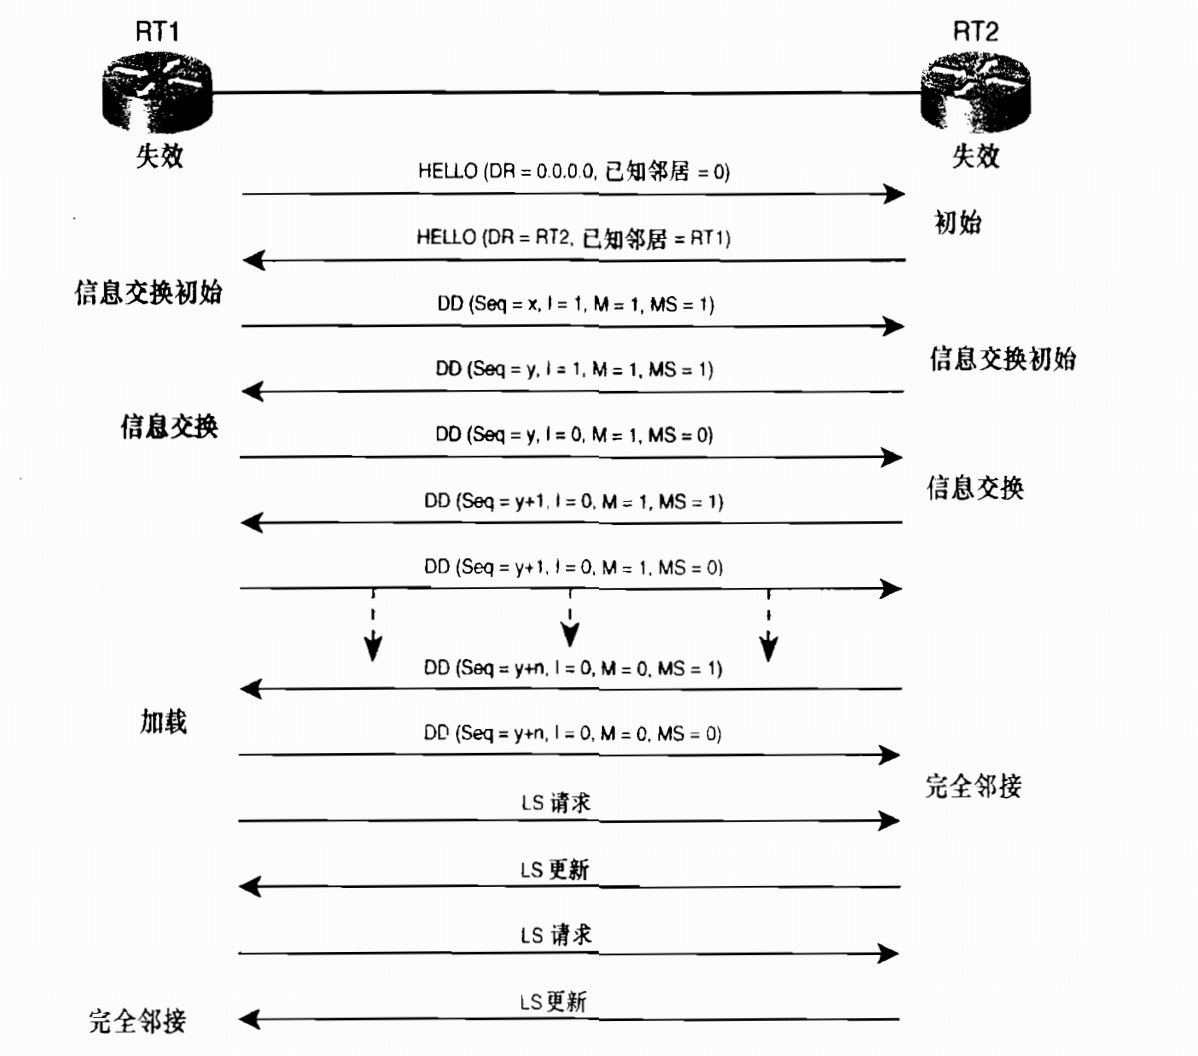 RT1
RT2
失效
失效
HELLO (DR = 0.0.0.0, 已知邻居 = 0)
初始
HELLO (DR = RT2, 已知邻居 = RT1)
信息交换初始
DD (Seq = x, I = 1, M = 1, MS = 1)
信息交换初始
DD (Seq = y, I = 1, M = 1, MS = 1)
信息交换
DD (Seq = y, I = 0, M = 1, MS = 0)
信息交换
DD (Seq = y+1, I = 0, M = 1, MS = 1)
DD (Seq = y+1, I = 0, M = 1, MS = 0)
DD (Seq = y+n, I = 0, M = 0, MS = 1)
加载
DD (Seq = y+n, I = 0, M = 0, MS = 0)
完全邻接
LS 请求
LS 更新
LS 请求
LS 更新
完全邻接